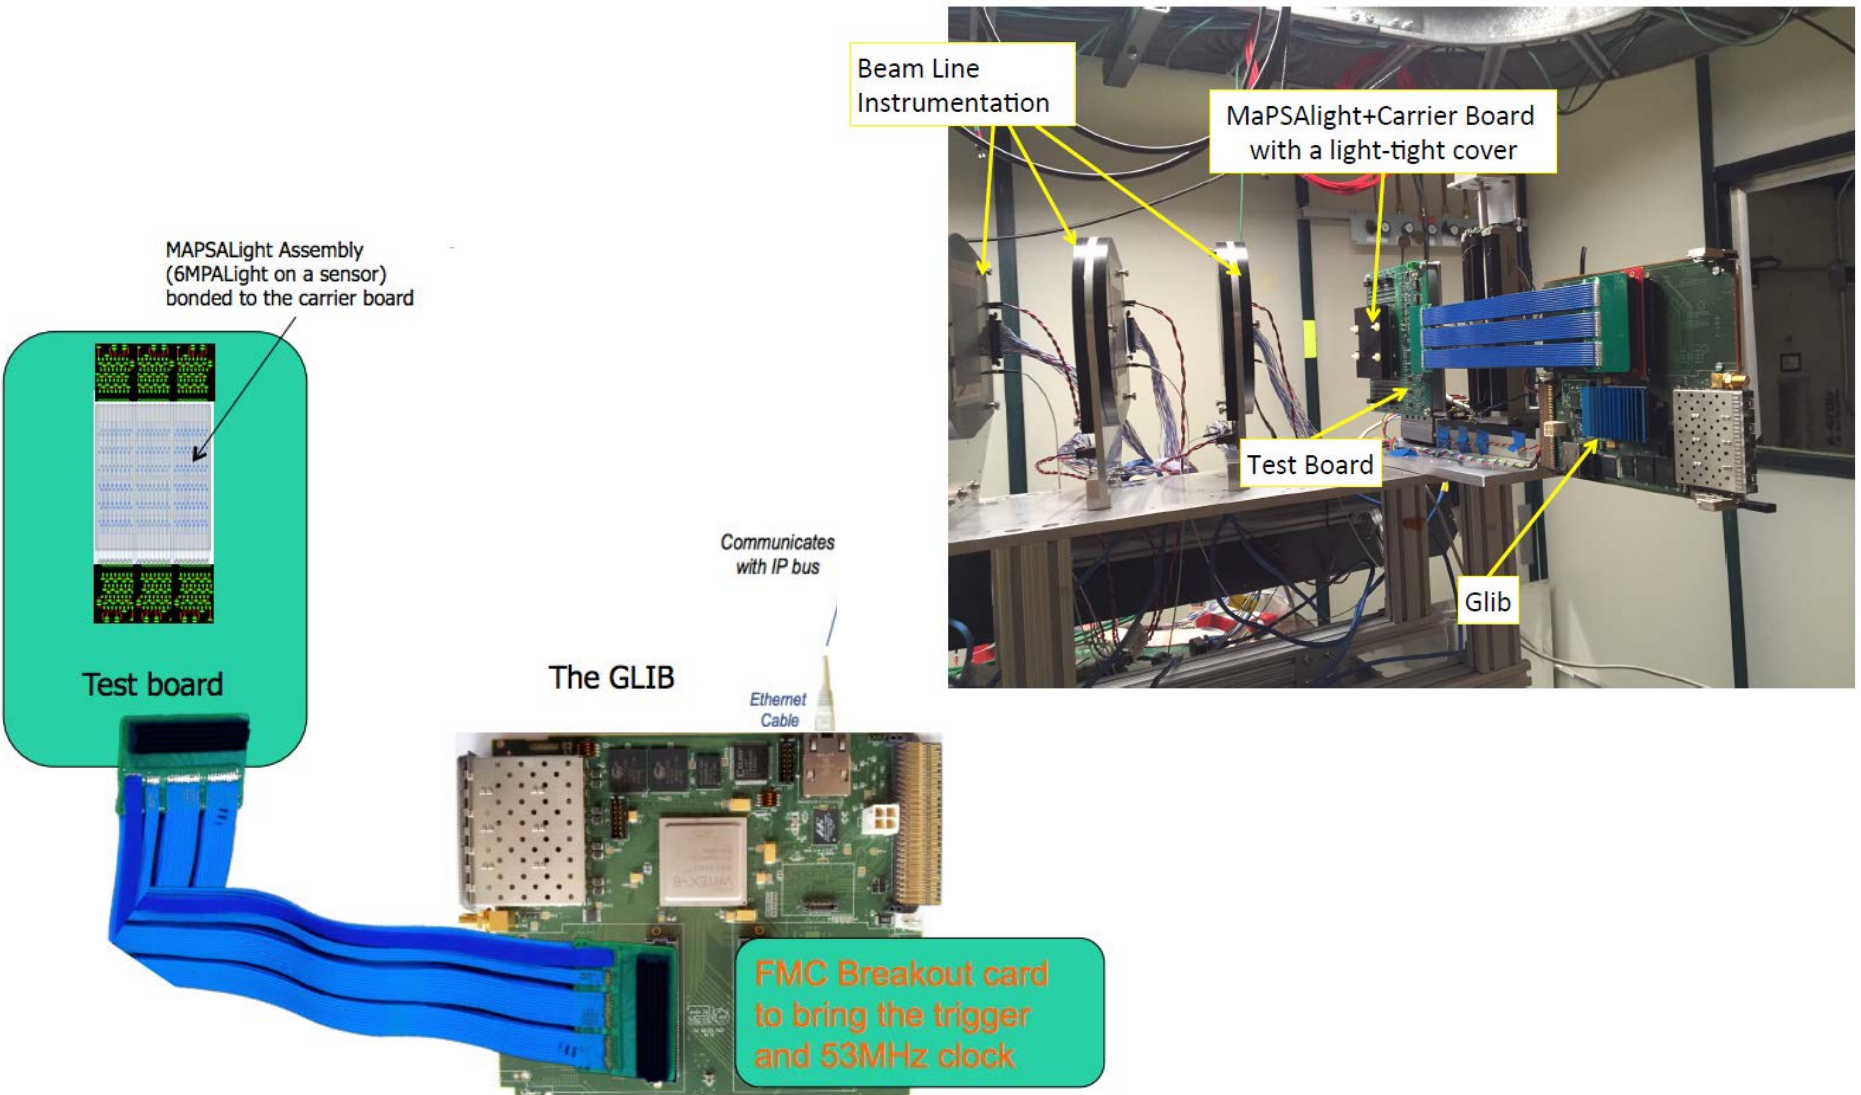 Beam Line
Instrumentation
MaPSAlight+Carrier Board
with a light-tight cover
MAPSALight Assembly
(6MPALight on a sensor)
bonded to the carrier board
Test Board
Communicates
with IP bus
Glib
Test board
The GLIB
Ethernet
Cable
VIRTEX-6
FMC Breakout card
to bring the trigger
and 53MHz clock